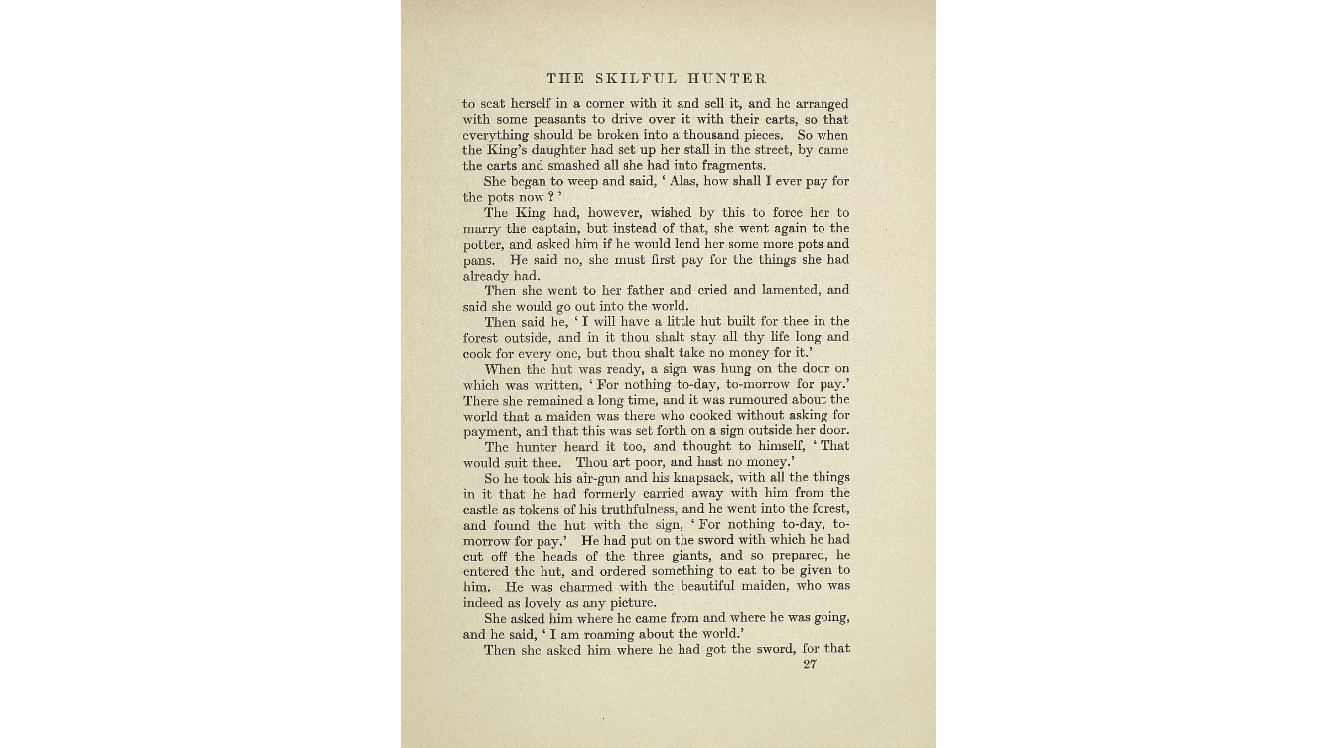 THE SKILFUL HUNTER
to seat herself in a corner with it and sell it, and he arranged
with some peasants to drive over it with their carts, so that
everything should be broken into a thousand pieces. So when
the King's daughter had set up her stall in the street, by came
the carts and smashed all she had into fragments.
She began to weep and said, ‘ Alas, how shall I ever pay for
the pots now ? ’
The King had, however, wished by this to force her to
marry the captain, but instead of that, she went again to the
potter, and asked him if he would lend her some more pots and
pans. He said no, she must first pay for the things she had
already had.
Then she went to her father and cried and lamented, and
said she would go out into the world.
Then said he, ‘ I will have a little hut built for thee in the
forest outside, and in it thou shalt stay all thy life long and
cook for every one, but thou shalt take no money for it.’
When the hut was ready, a sign was hung on the door on
which was written, ‘ For nothing to-day, to-morrow for pay.’
There she remained a long time, and it was rumoured about the
world that a maiden was there who cooked without asking for
payment, and that this was set forth on a sign outside her door.
The hunter heard it too, and thought to himself, ‘ That
would suit thee. Thou art poor, and hast no money.’
So he took his air-gun and his knapsack, with all the things
in it that he had formerly carried away with him from the
castle as tokens of his truthfulness, and he went into the forest,
and found the hut with the sign, ‘ For nothing to-day, to-
morrow for pay.’ He had put on the sword with which he had
cut off the heads of the three giants, and so prepared, he
entered the hut, and ordered something to eat to be given to
him. He was charmed with the beautiful maiden, who was
indeed as lovely as any picture.
She asked him where he came from and where he was going,
and he said, ‘ I am roaming about the world.’
Then she asked him where he had got the sword, for that
27